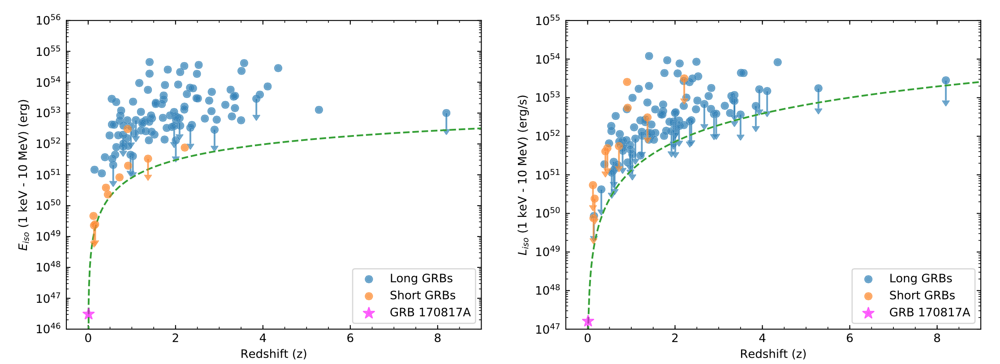 10^56
10^55
10^54
10^53
10^52
10^51
10^50
10^49
10^48
10^47
10^46
E_iso (1 keV - 10 MeV) (erg)
0 2 4 6 8
Redshift (z)
Long GRBs
Short GRBs
GRB 170817A
10^55
10^54
10^53
10^52
10^51
10^50
10^49
10^48
10^47
L_iso (1 keV - 10 MeV) (erg/s)
0 2 4 6 8
Redshift (z)
Long GRBs
Short GRBs
GRB 170817A